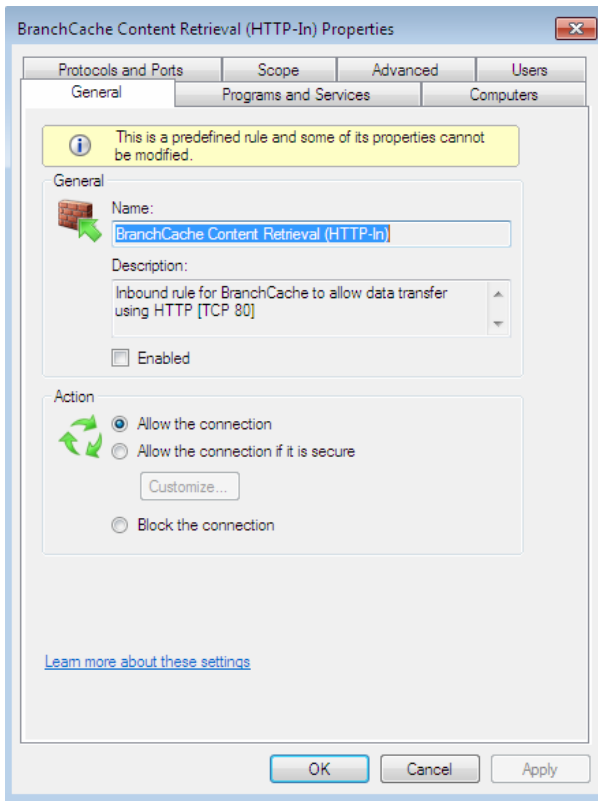 BranchCache Content Retrieval (HTTP-In) Properties
Protocols and Ports
Scope
Advanced
Users
General
Programs and Services
Computers
This is a predefined rule and some of its properties cannot
be modified.
General
Name:
BranchCache Content Retrieval (HTTP-In)
Description:
Inbound rule for BranchCache to allow data transfer
using HTTP [TCP 80]
Enabled
Action
Allow the connection
Allow the connection if it is secure
Customize...
Block the connection
Learn more about these settings
OK
Cancel
Apply